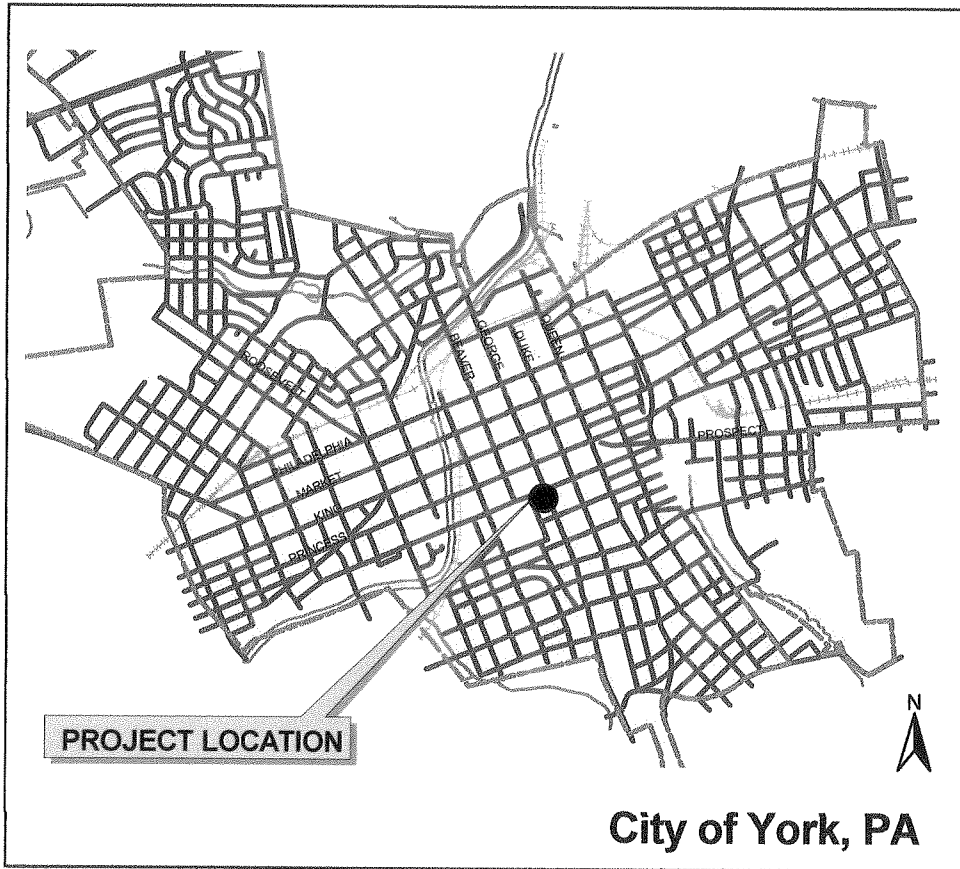 QUEEN
GEORGE
DUKE
BEAVER
ROOSEVELT
PROSPECT
PHILADELPHIA
MARKET
KING
PRINCESS
PROJECT LOCATION
N
City of York, PA